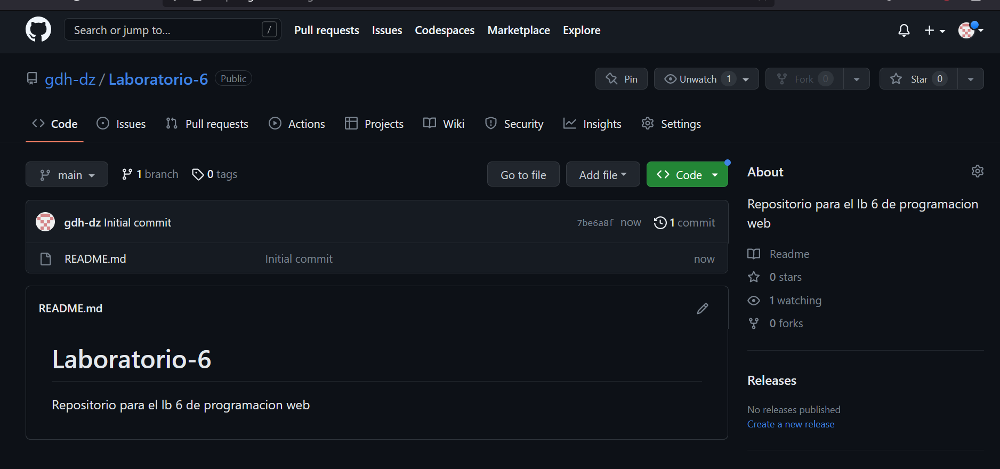 Search or jump to... /
Pull requests Issues Codespaces Marketplace Explore
gdh-dz / Laboratorio-6 Public
Pin Unwatch 1 Fork 0 Star 0
Code Issues Pull requests Actions Projects Wiki Security Insights Settings
main 1 branch 0 tags Go to file Add file Code
gdh-dz Initial commit 7be6a8f now 1 commit
README.md Initial commit now
README.md
Laboratorio-6
Repositorio para el lb 6 de programacion web
About
Repositorio para el lb 6 de programacion
web
Readme
0 stars
1 watching
0 forks
Releases
No releases published
Create a new release